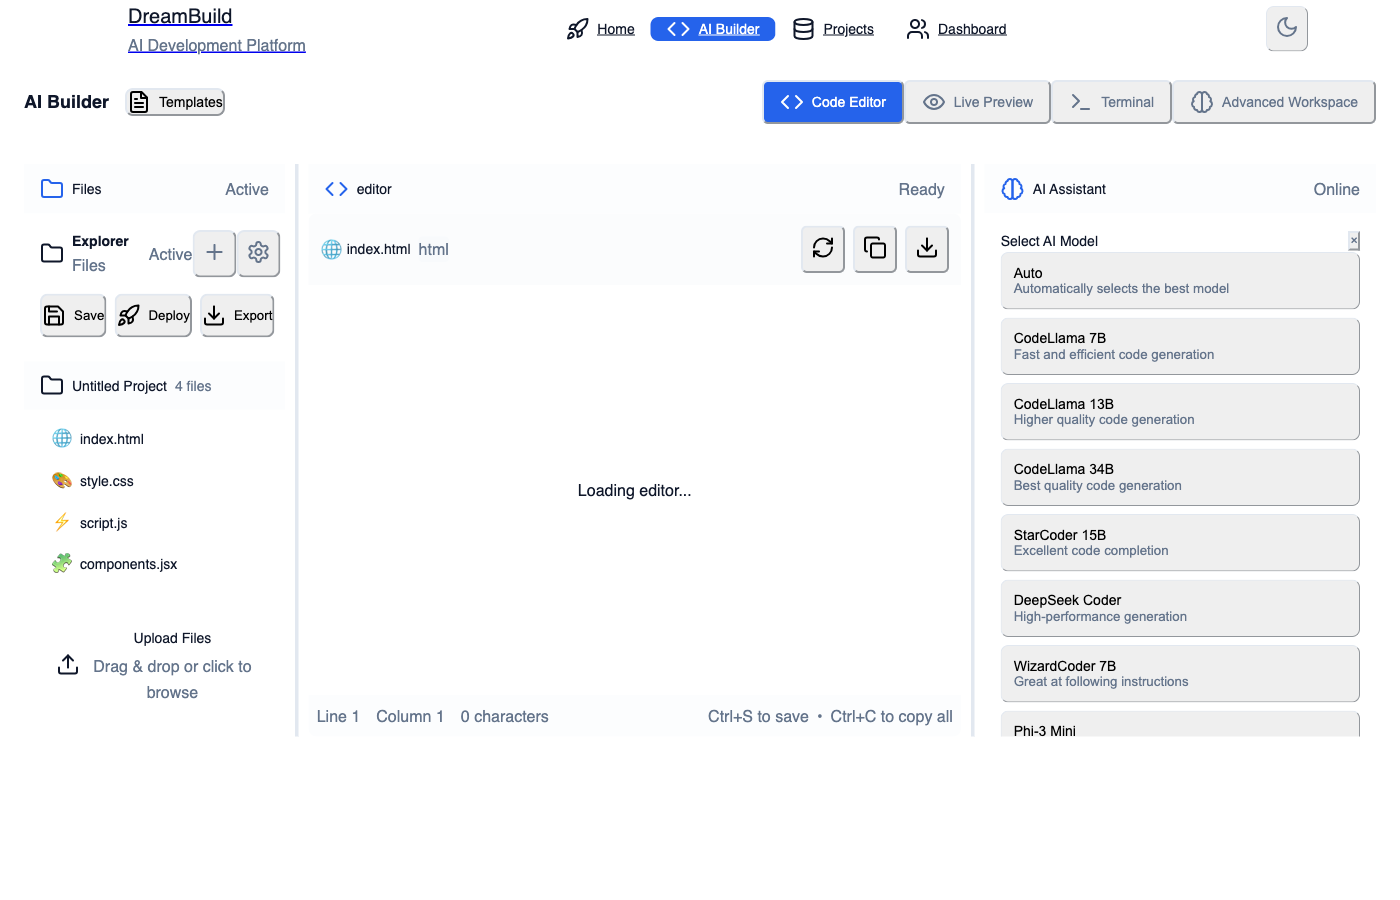 DreamBuild
AI Development Platform
Home
AI Builder
Projects
Dashboard
AI Builder
Templates
Code Editor
Live Preview
Terminal
Advanced Workspace
Files
Active
Explorer
Files
Active
Save
Deploy
Export
Untitled Project 4 files
index.html
style.css
script.js
components.jsx
Upload Files
Drag & drop or click to
browse
editor
Ready
index.html html
Loading editor...
Line 1 Column 1 0 characters
Ctrl+S to save • Ctrl+C to copy all
AI Assistant
Online
Select AI Model
×
Auto
Automatically selects the best model
CodeLlama 7B
Fast and efficient code generation
CodeLlama 13B
Higher quality code generation
CodeLlama 34B
Best quality code generation
StarCoder 15B
Excellent code completion
DeepSeek Coder
High-performance generation
WizardCoder 7B
Great at following instructions
Phi-3 Mini